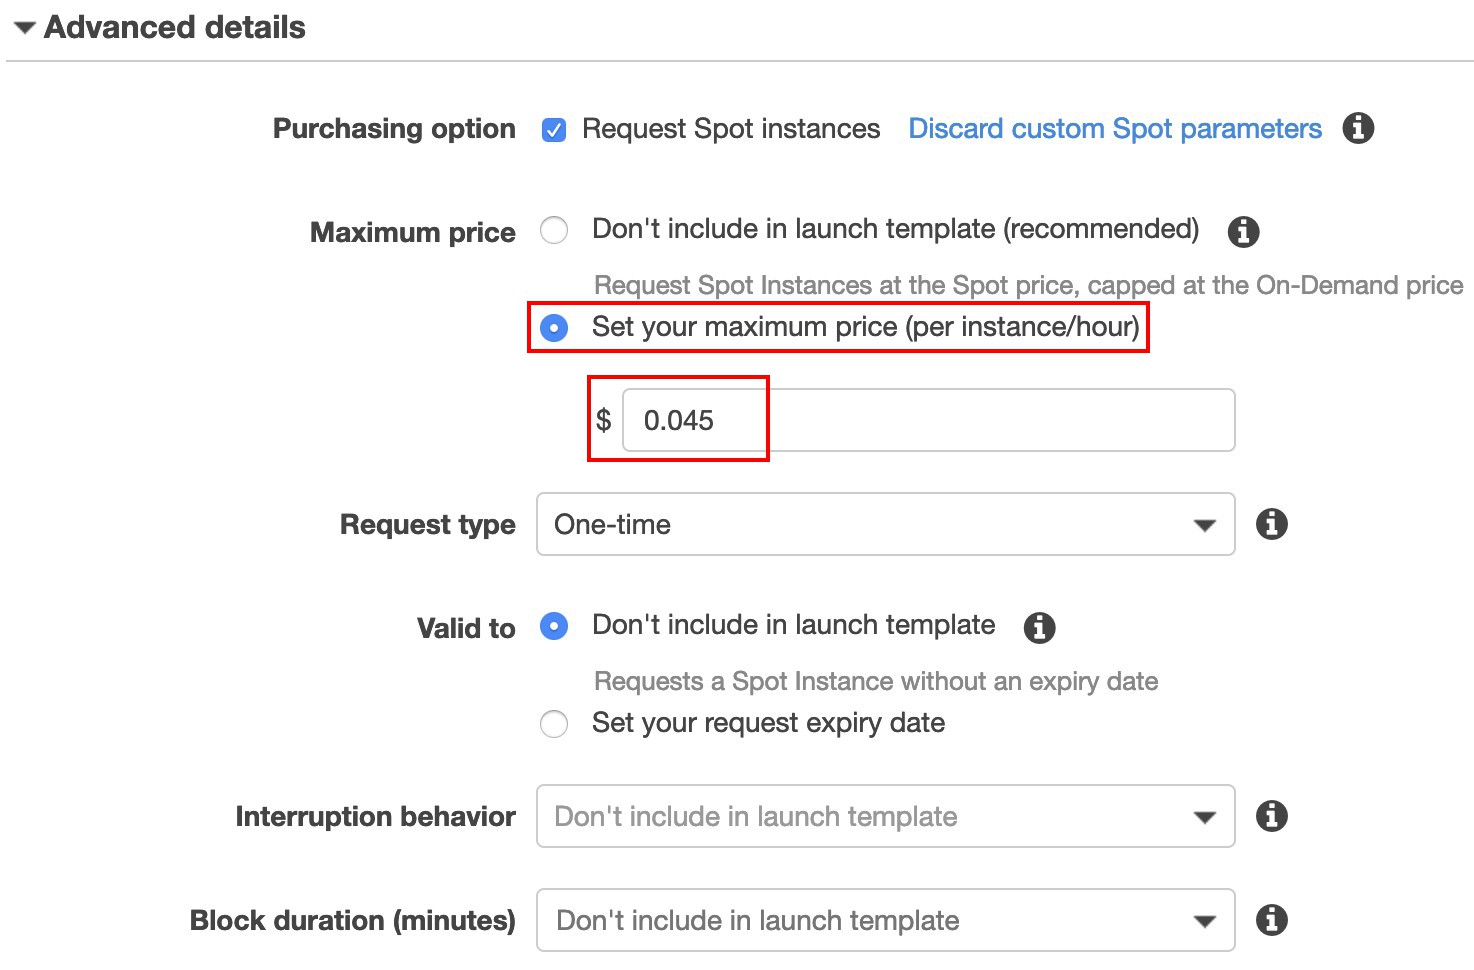 Advanced details
Purchasing option Request Spot instances Discard custom Spot parameters
Maximum price Don't include in launch template (recommended)
Request Spot Instances at the Spot price, capped at the On-Demand price
Set your maximum price (per instance/hour)
$ 0.045
Request type One-time
Valid to Don't include in launch template
Requests a Spot Instance without an expiry date
Set your request expiry date
Interruption behavior Don't include in launch template
Block duration (minutes) Don't include in launch template